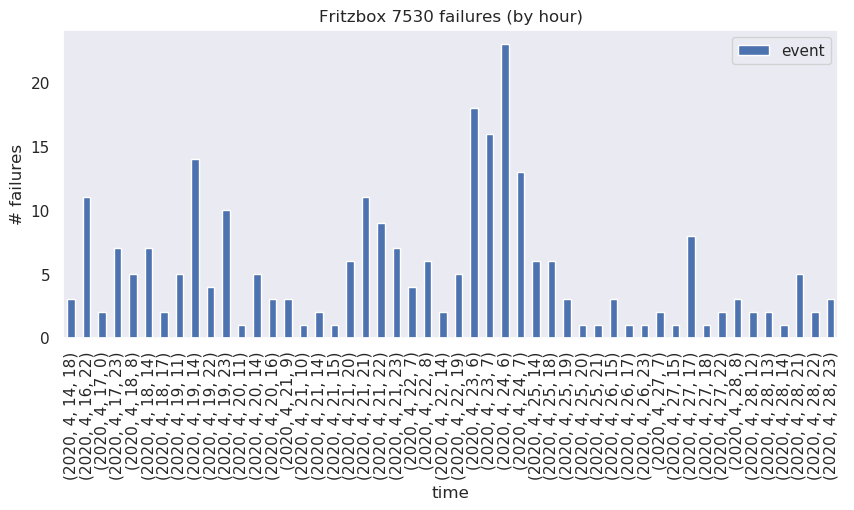 Fritzbox 7530 failures (by hour)
event
# failures
20
15
10
5
0
(2020, 4, 14, 18)
(2020, 4, 16, 22)
(2020, 4, 17, 0)
(2020, 4, 17, 23)
(2020, 4, 18, 8)
(2020, 4, 18, 14)
(2020, 4, 18, 17)
(2020, 4, 19, 11)
(2020, 4, 19, 14)
(2020, 4, 19, 22)
(2020, 4, 19, 23)
(2020, 4, 20, 11)
(2020, 4, 20, 14)
(2020, 4, 20, 16)
(2020, 4, 21, 9)
(2020, 4, 21, 10)
(2020, 4, 21, 14)
(2020, 4, 21, 15)
(2020, 4, 21, 20)
(2020, 4, 21, 21)
(2020, 4, 21, 22)
(2020, 4, 21, 23)
(2020, 4, 22, 7)
(2020, 4, 22, 8)
(2020, 4, 22, 14)
(2020, 4, 22, 19)
(2020, 4, 23, 6)
(2020, 4, 23, 7)
(2020, 4, 24, 6)
(2020, 4, 24, 7)
(2020, 4, 25, 14)
(2020, 4, 25, 18)
(2020, 4, 25, 19)
(2020, 4, 25, 20)
(2020, 4, 25, 21)
(2020, 4, 26, 15)
(2020, 4, 26, 17)
(2020, 4, 26, 23)
(2020, 4, 27, 7)
(2020, 4, 27, 15)
(2020, 4, 27, 17)
(2020, 4, 27, 18)
(2020, 4, 27, 22)
(2020, 4, 28, 8)
(2020, 4, 28, 12)
(2020, 4, 28, 13)
(2020, 4, 28, 14)
(2020, 4, 28, 21)
(2020, 4, 28, 22)
(2020, 4, 28, 23)
time